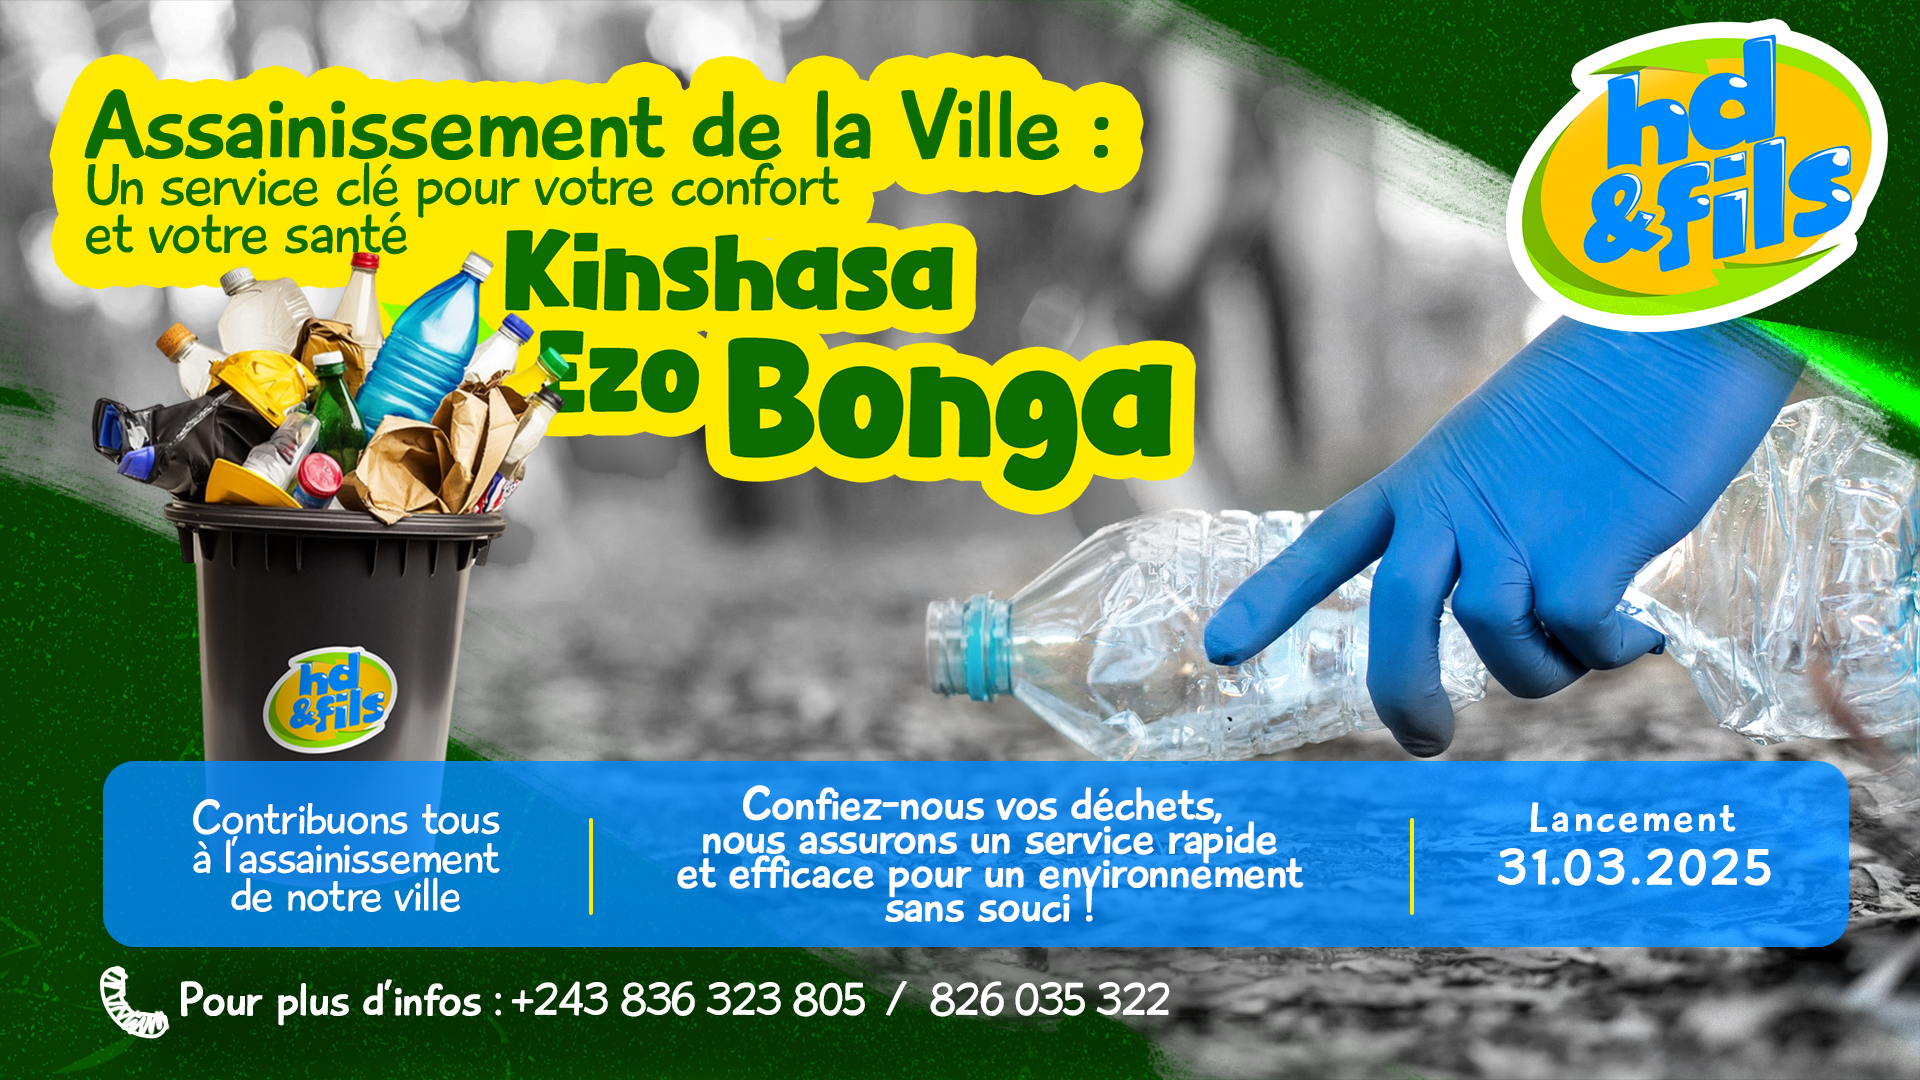 Assainissement de la Ville :
Un service clé pour votre confort
et votre santé
Kinshasa
Ezo Bonga
hd
&fils
hd
&fils
Contribuons tous
à l'assainissement
de notre ville
Confiez-nous vos déchets,
nous assurons un service rapide
et efficace pour un environnement
sans souci !
Lancement
31.03.2025
Pour plus d'infos : +243 836 323 805 / 826 035 322